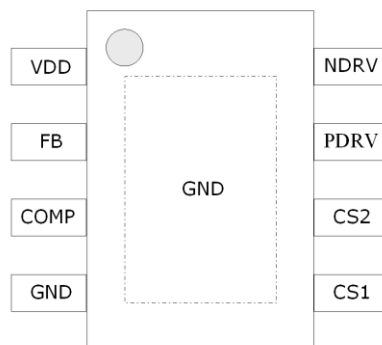 VDD
NDRV
FB
PDRV
GND
COMP
CS2
GND
CS1